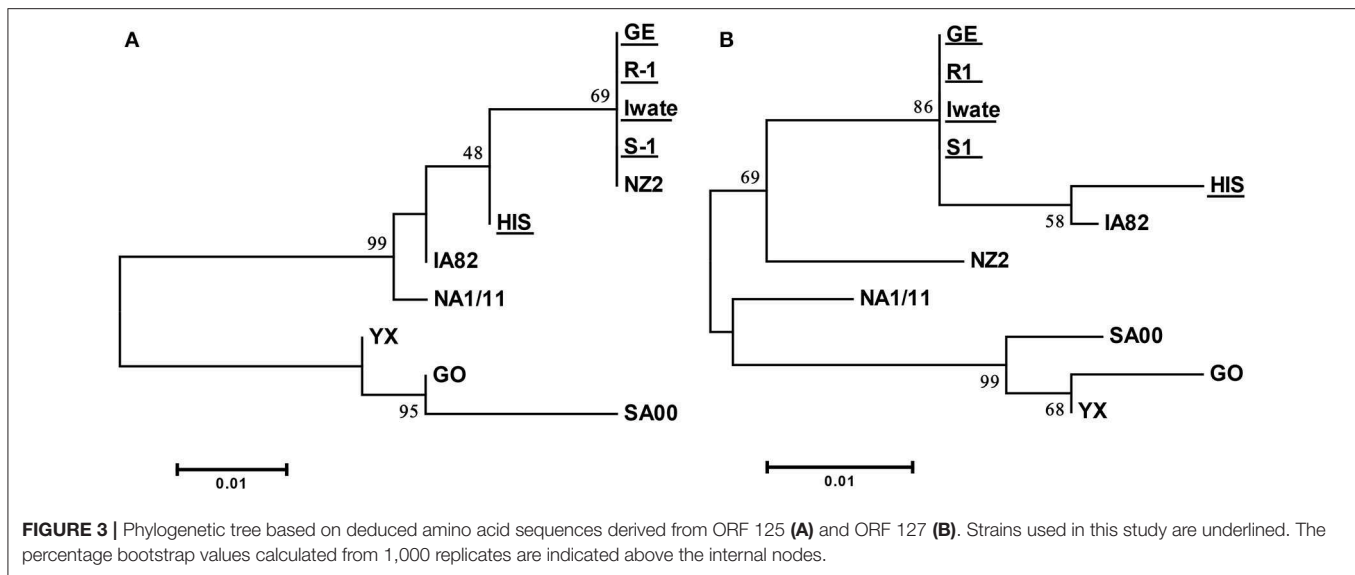 A
GE
R-1
69
Iwate
S-1
48
NZ2
HIS
99
IA82
NA1/11
YX
GO
95
SA00
0.01
B
GE
R1
86
Iwate
S1
69
HIS
58
IA82
NZ2
NA1/11
SA00
99
GO
68
YX
0.01
FIGURE 3 | Phylogenetic tree based on deduced amino acid sequences derived from ORF 125 (A) and ORF 127 (B). Strains used in this study are underlined. The
percentage bootstrap values calculated from 1,000 replicates are indicated above the internal nodes.